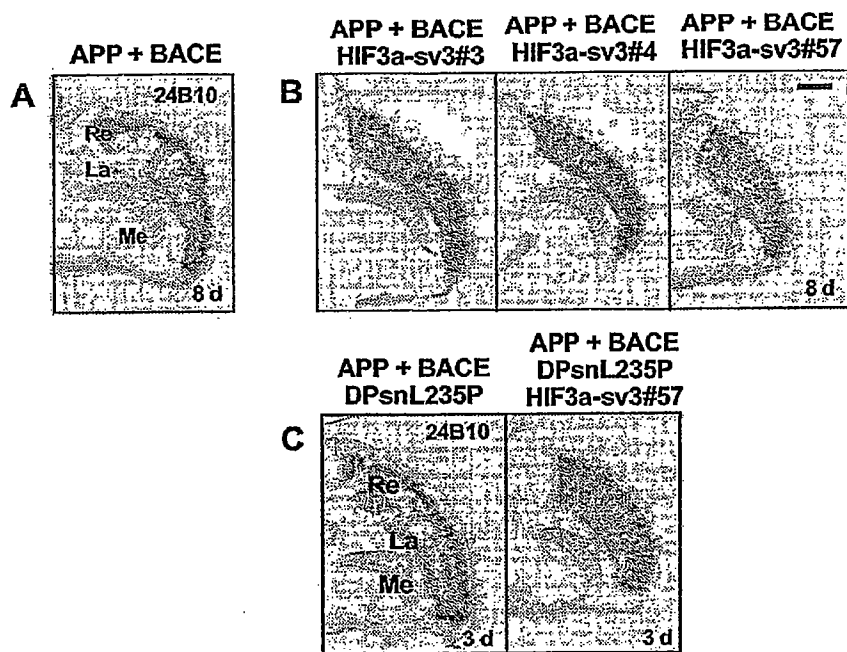 APP + BACE
A
24B10
Re
La
Me
8 d
APP + BACE
HIF3a-sv3#3
APP + BACE
HIF3a-sv3#4
APP + BACE
HIF3a-sv3#57
B
8 d
APP + BACE
DPsnL235P
APP + BACE
DPsnL235P
HIF3a-sv3#57
C
24B10
Re
La
Me
3 d
3 d